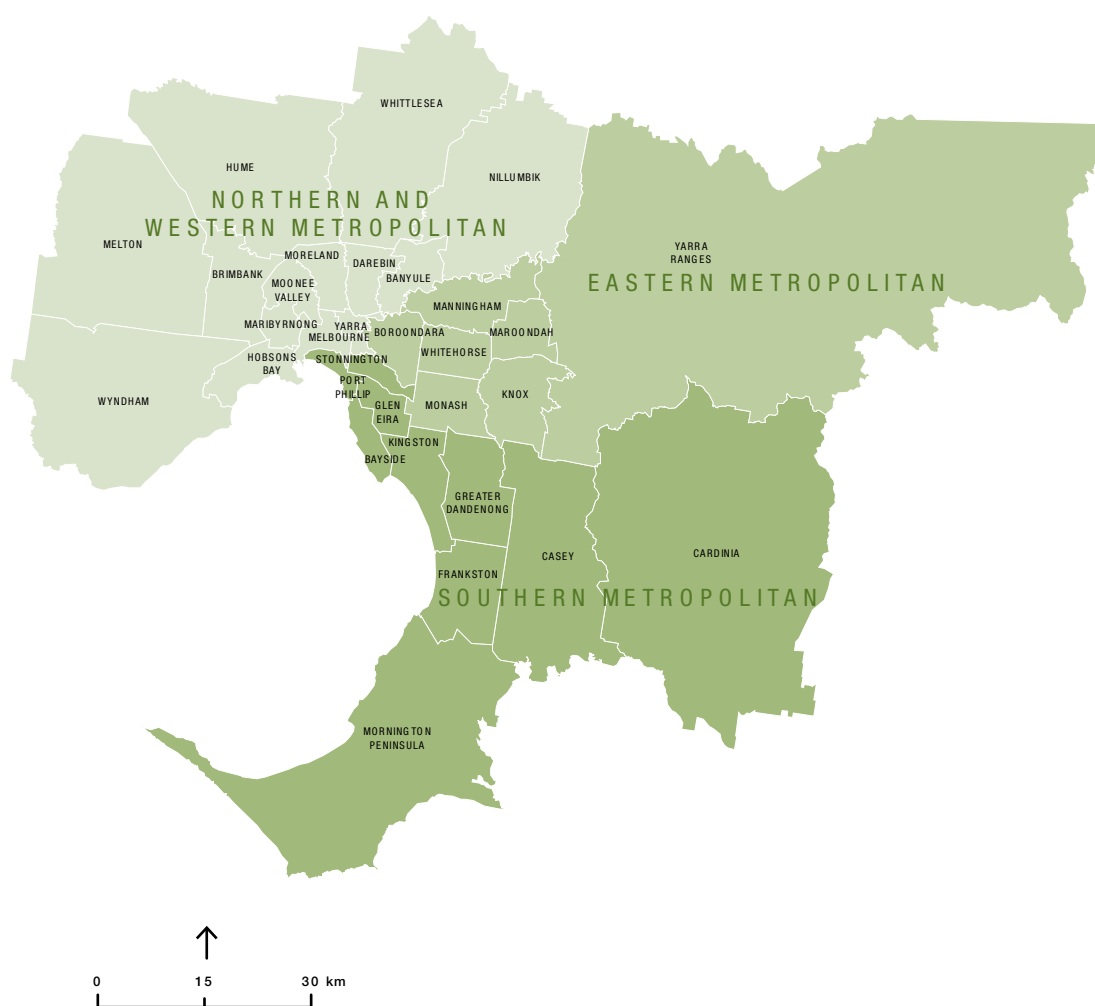 WHITTLESEA
HUME
NILLUMBIK
NORTHERN AND
WESTERN METROPOLITAN
MELTON
YARRA
RANGES
MORELAND
DAREBIN
BRIMBANK
BANYULE
MOONEE
VALLEY
EASTERN METROPOLITAN
MANNINGHAM
MARIBYRNONG
YARRA
MELBOURNE
BOROONDARA
MAROONDAH
WHITEHORSE
HOBSONS
BAY
STONNINGTON
PORT
PHILLIP
WYNDHAM
GLEN
EIRA
MONASH
KNOX
KINGSTON
BAYSIDE
GREATER
DANDENONG
CASEY
CARDINIA
FRANKSTON
SOUTHERN METROPOLITAN
MORNINGTON
PENINSULA
0 15 30 km